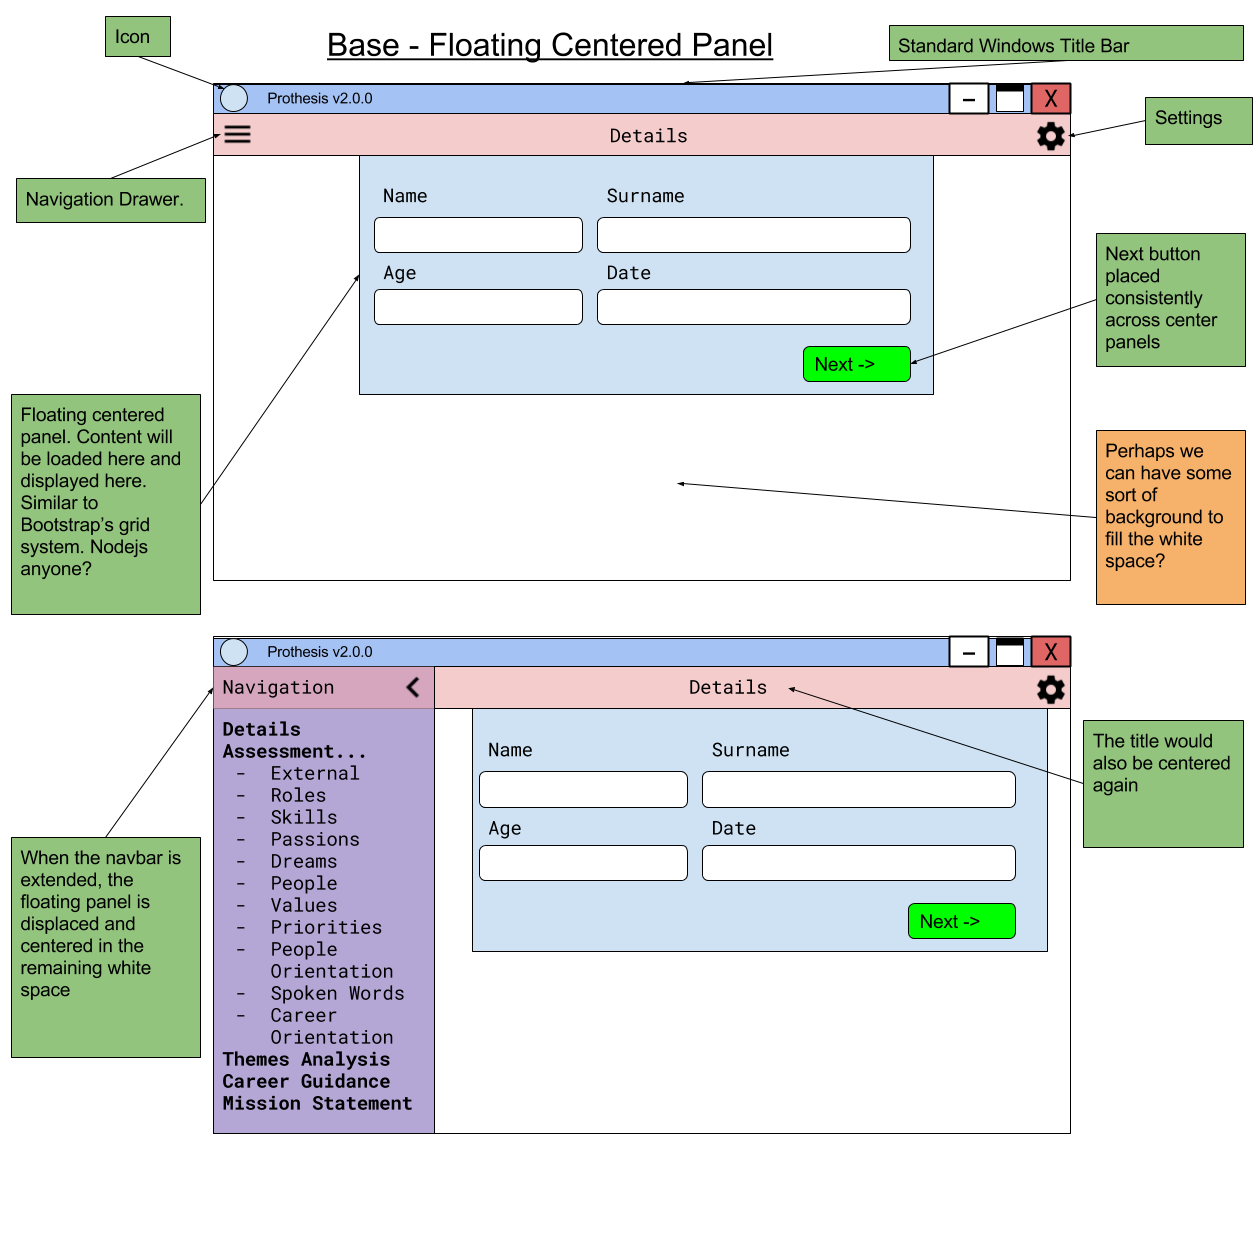 Icon
Base - Floating Centered Panel
Standard Windows Title Bar
Prothesis v2.0.0
X
Details
Settings
Navigation Drawer.
Name
Surname
Age
Date
Next ->
Next button
placed
consistently
across center
panels
Floating centered
panel. Content will
be loaded here and
displayed here.
Similar to
Bootstrap's grid
system. Nodejs
anyone?
Perhaps we
can have some
sort of
background to
fill the white
space?
Prothesis v2.0.0
X
Navigation
Details
Details
Assessment...
- External
- Roles
- Skills
- Passions
- Dreams
- People
- Values
- Priorities
- People
Orientation
- Spoken Words
- Career
Orientation
Themes Analysis
Career Guidance
Mission Statement
Name
Surname
Age
Date
Next ->
The title would
also be centered
again
When the navbar is
extended, the
floating panel is
displaced and
centered in the
remaining white
space